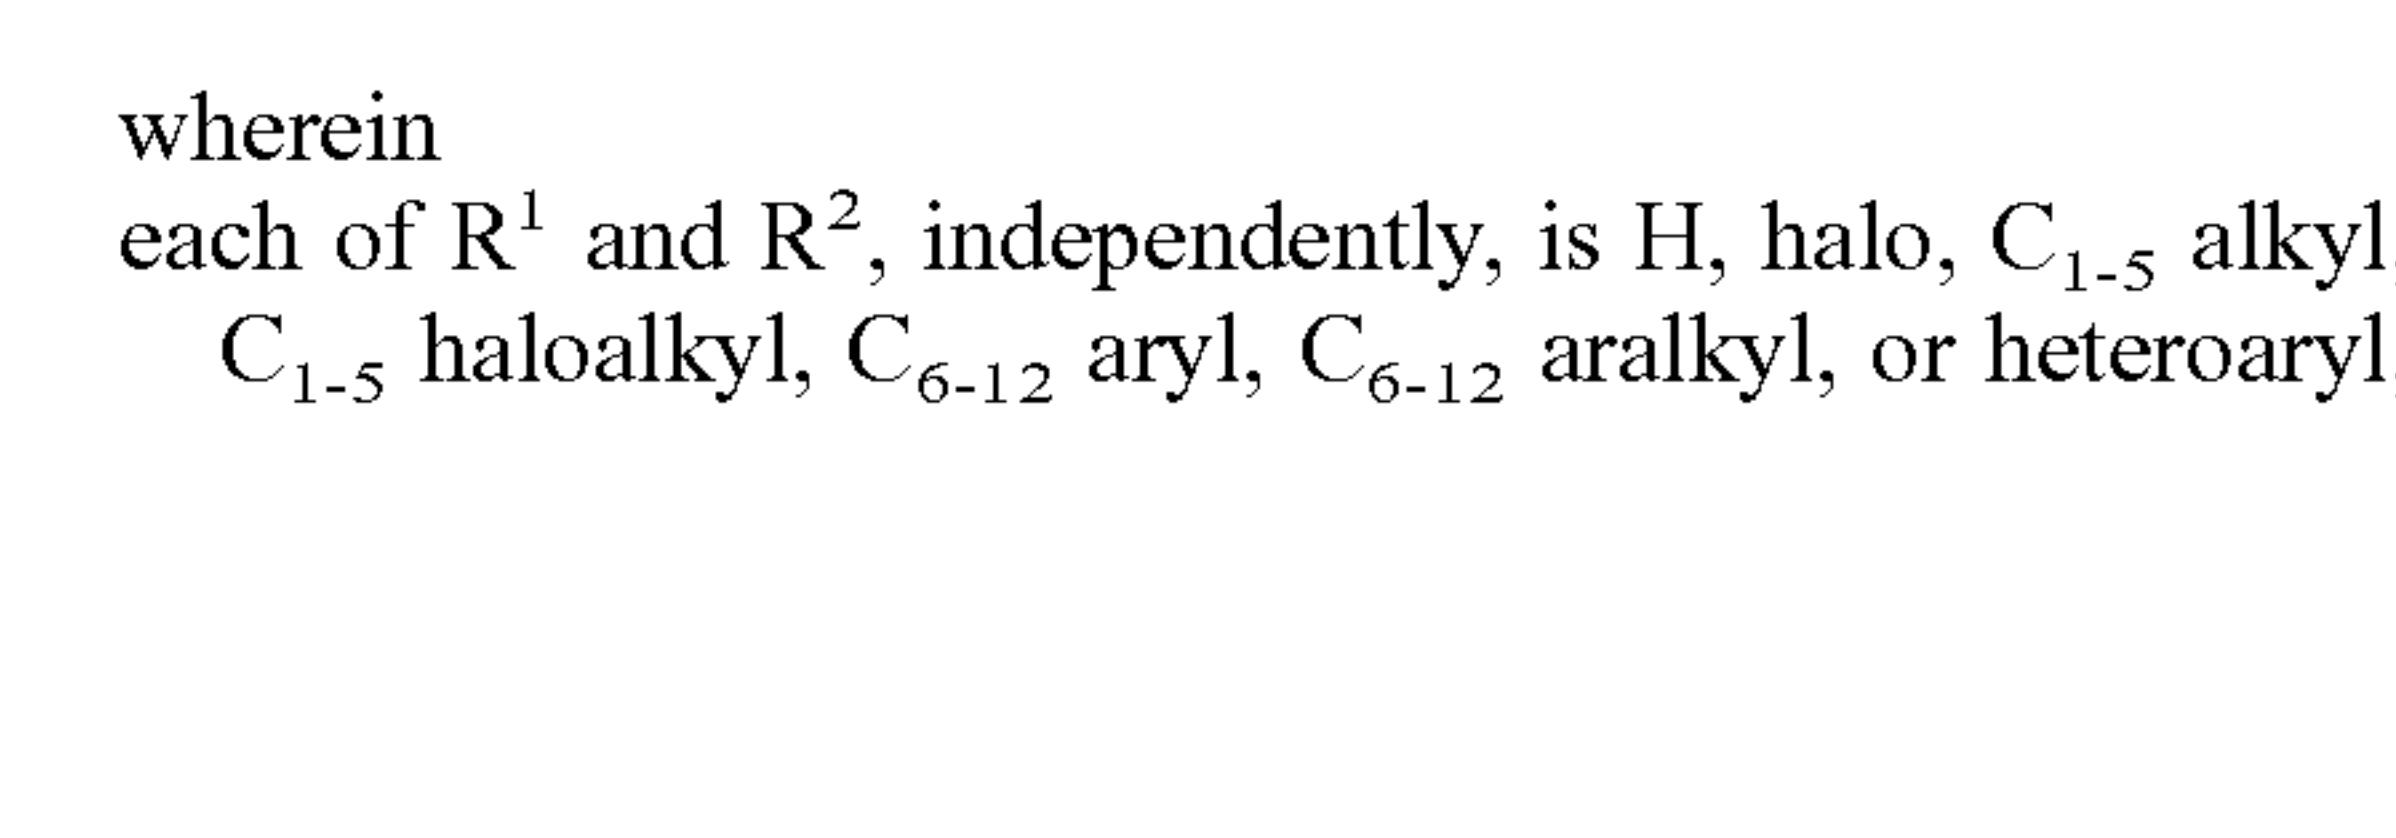 wherein
each of R¹ and R², independently, is H, halo, C₁₋₅ alkyl,
C₁₋₅ haloalkyl, C₆₋₁₂ aryl, C₆₋₁₂ aralkyl, or heteroaryl,